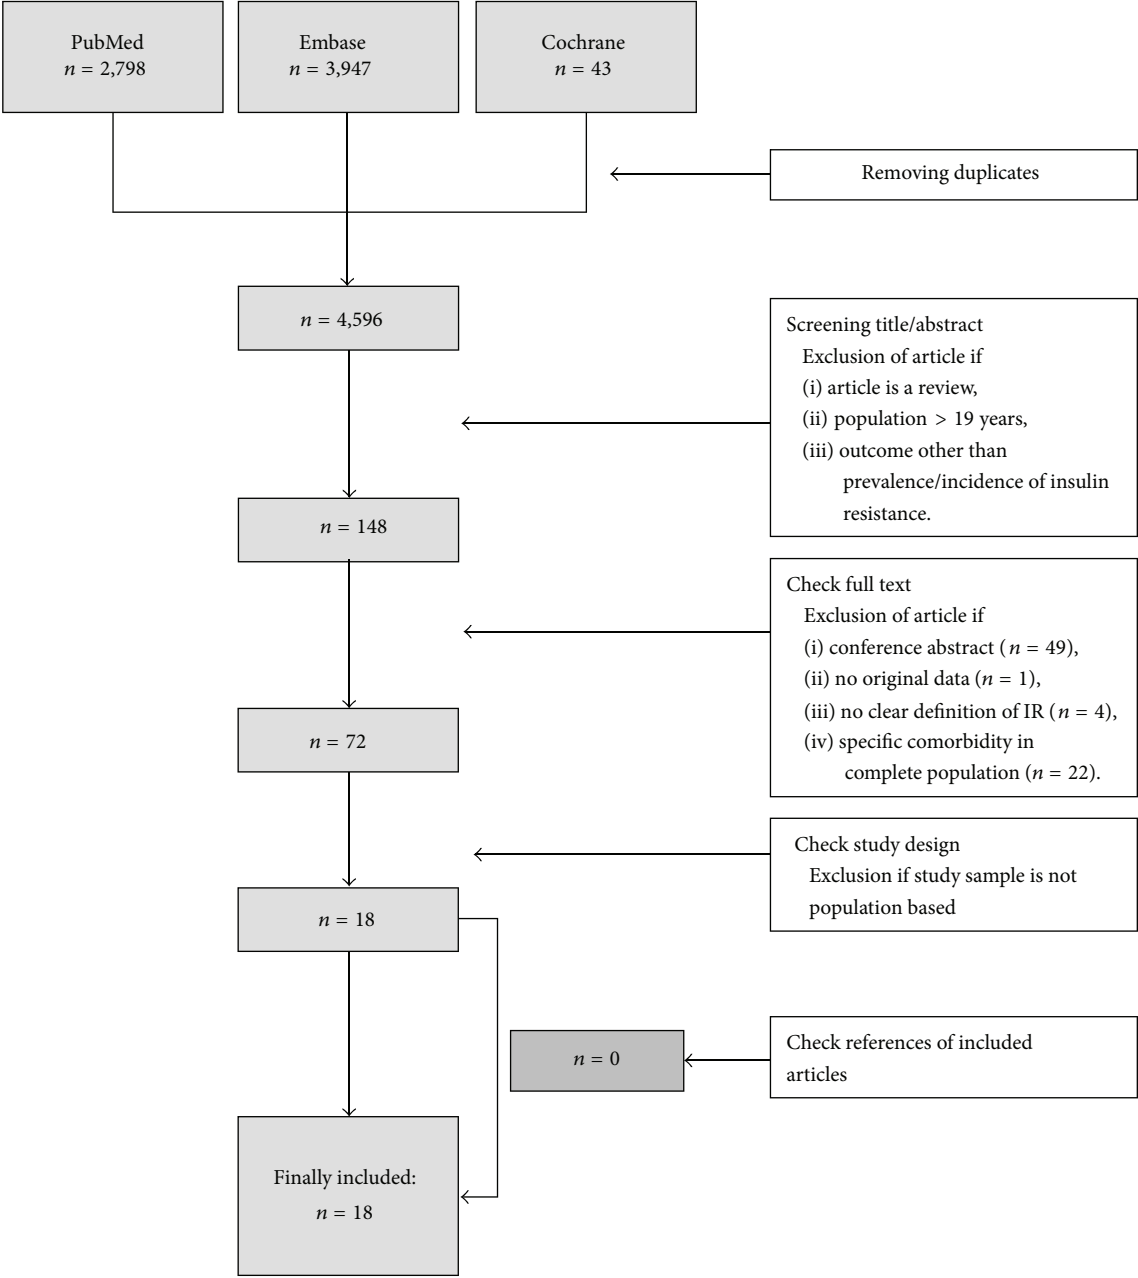 PubMed
n = 2,798
Embase
n = 3,947
Cochrane
n = 43
Removing duplicates
n = 4,596
Screening title/abstract
Exclusion of article if
(i) article is a review,
(ii) population > 19 years,
(iii) outcome other than
prevalence/incidence of insulin
resistance.
n = 148
Check full text
Exclusion of article if
(i) conference abstract (n = 49),
(ii) no original data (n = 1),
(iii) no clear definition of IR (n = 4),
(iv) specific comorbidity in
complete population (n = 22).
n = 72
Check study design
Exclusion if study sample is not
population based
n = 18
Check references of included
articles
n = 0
Finally included:
n = 18